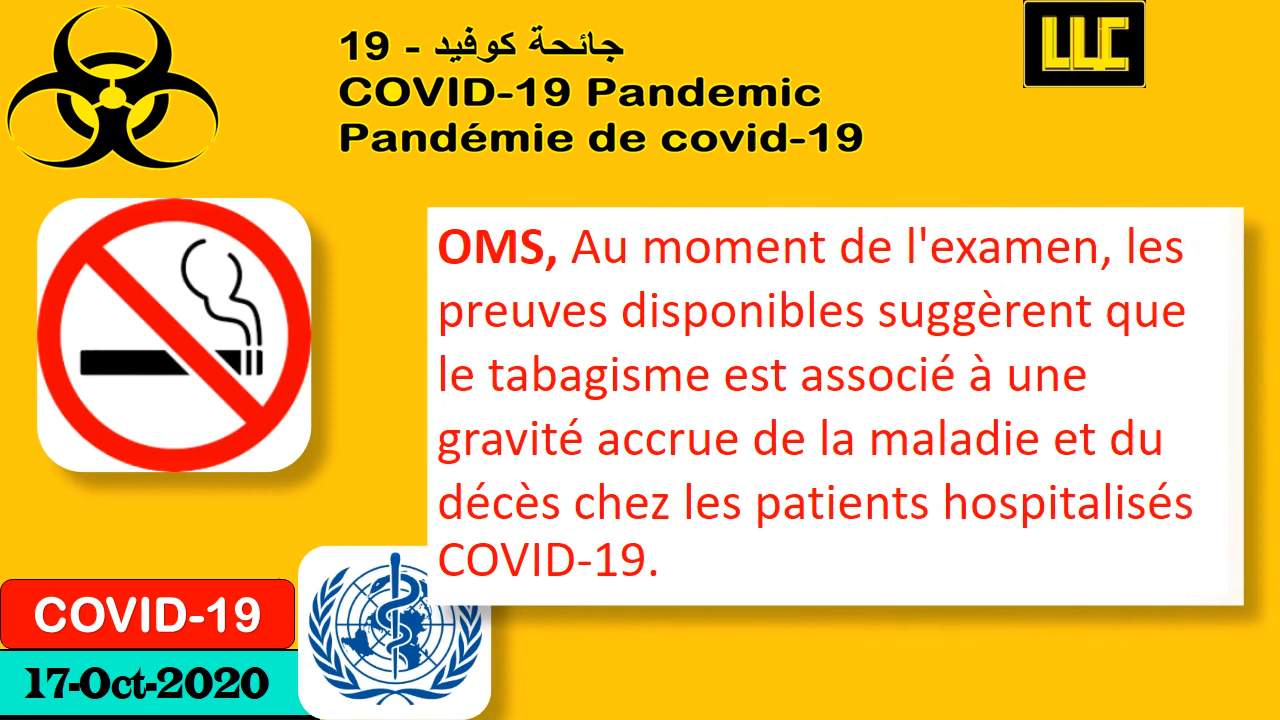 جائحة كوفيد - 19
COVID-19 Pandemic
Pandémie de covid-19
LLC
OMS, Au moment de l'examen, les
preuves disponibles suggèrent que
le tabagisme est associé à une
gravité accrue de la maladie et du
décès chez les patients hospitalisés
COVID-19.
COVID-19
17-Oct-2020